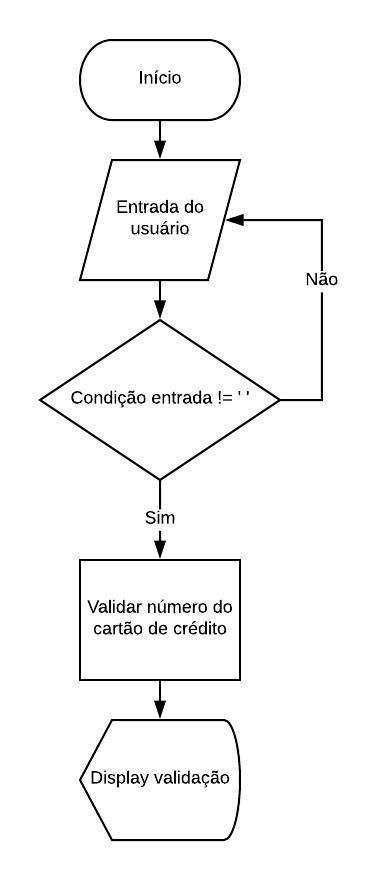 Início
Entrada do
usuário
Não
Condição entrada != ' '
Sim
Validar número do
cartão de crédito
Display validação